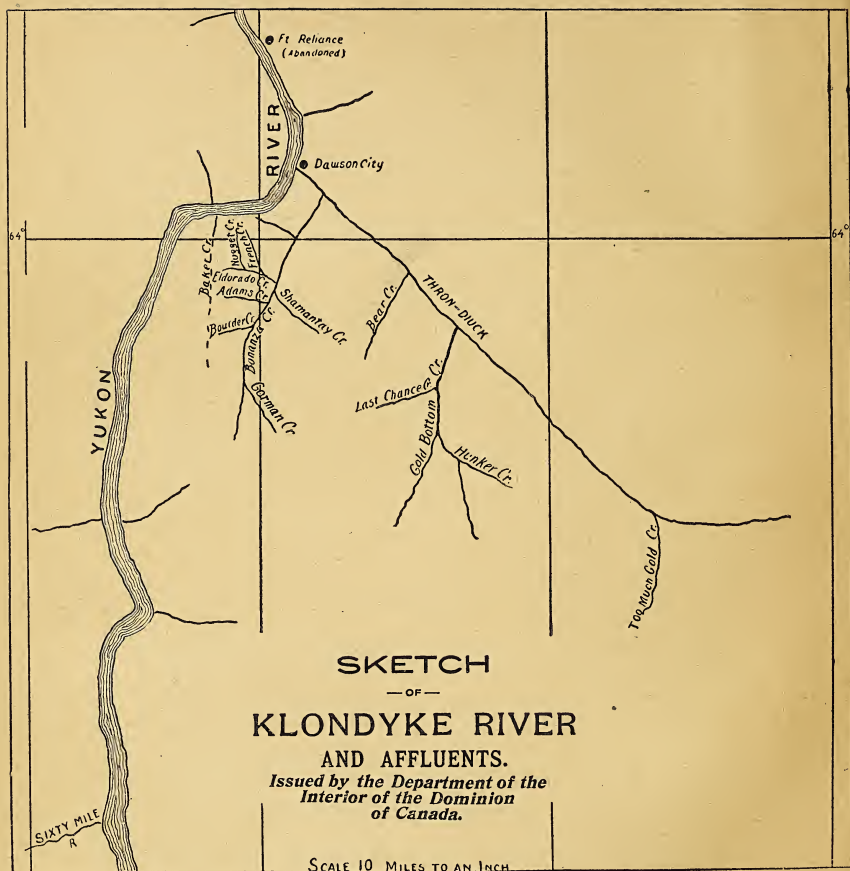 Ft Reliance
(Abandoned)
RIVER
Dawson City
64°
64°
Nugget Cr.
French Cr.
Baker Cr.
Eldorado Cr.
Adams Cr.
Shamantay Cr.
Boulder Cr.
Bonanza Cr.
Gorman Cr.
Bear Cr.
THRON-DIUCK
YUKON
Last Chance Cr.
Gold Bottom Cr.
Hunker Cr.
Too Much Gold Cr.
SKETCH
—OF—
KLONDYKE RIVER
AND AFFLUENTS.
Issued by the Department of the
Interior of the Dominion
of Canada.
SIXTY MILE
R
SCALE 10 MILES TO AN INCH